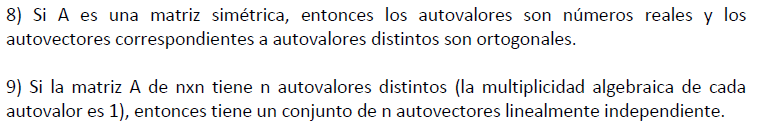 8) Si A es una matriz simétrica, entonces los autovalores son números reales y los
autovectores correspondientes a autovalores distintos son ortogonales.
9) Si la matriz A de nxn tiene n autovalores distintos (la multiplicidad algebraica de cada
autovalor es 1), entonces tiene un conjunto de n autovectores linealmente independiente.